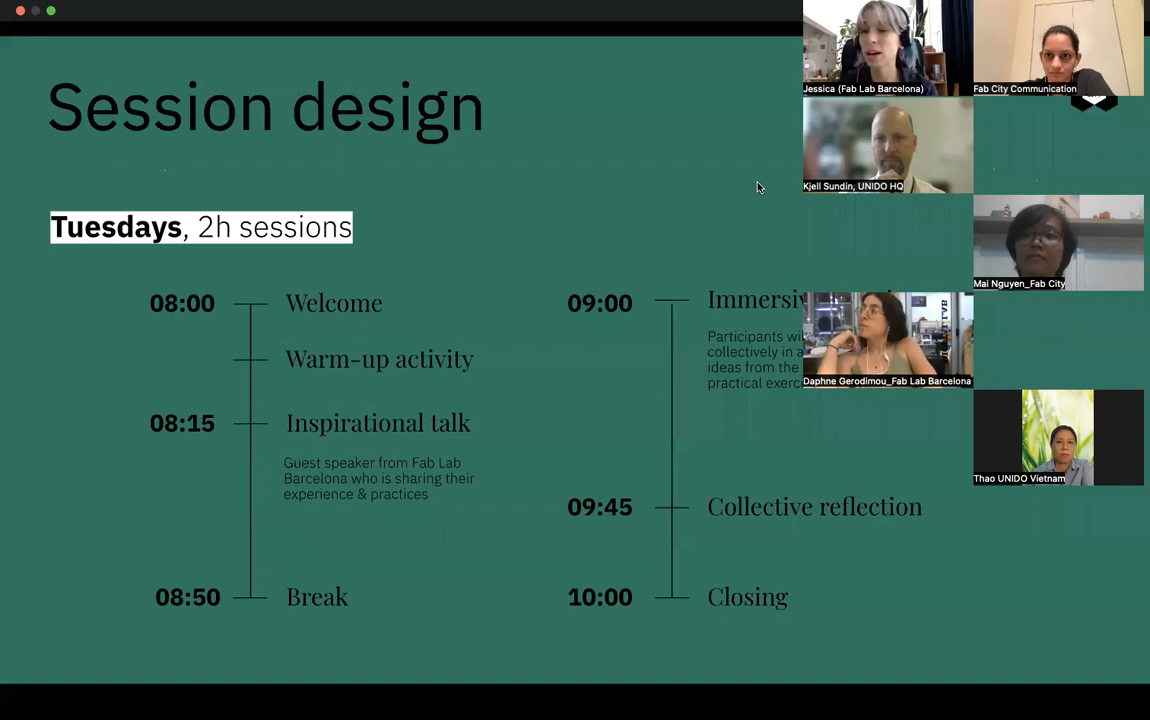 Session design
Tuesdays, 2h sessions
08:00 Welcome
Warm-up activity
08:15 Inspirational talk
Guest speaker from Fab Lab
Barcelona who is sharing their
experience & practices
08:50 Break
09:00
Participants
collectively in
ideas from the
practical
09:45 Collective reflection
10:00 Closing
Jessica (Fab Lab Barcelona)
Fab City Communication
Kjell Sundin, UNIDO HQ
Mai Nguyen_Fab City
Daphne Gerodimou_Fab Lab Barcelona
Thao UNIDO Vietnam